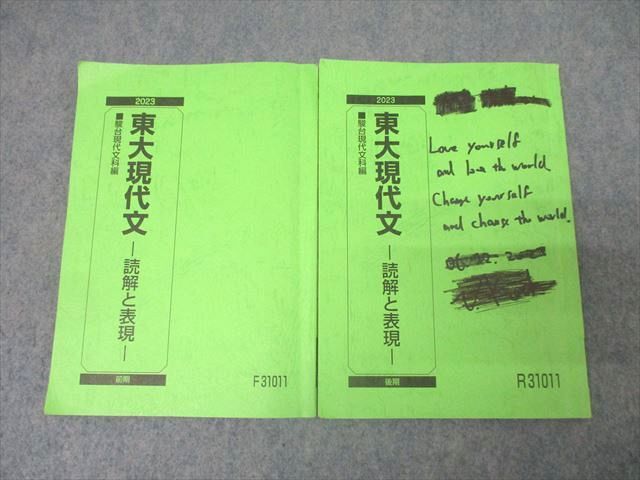 2023
東大現代文
―読解と表現―
■駿台現代文科編
前期
F31011
2023
東大現代文
―読解と表現―
■駿台現代文科編
後期
R31011
Love yourself
and love the world
Change yourself
and change the world.